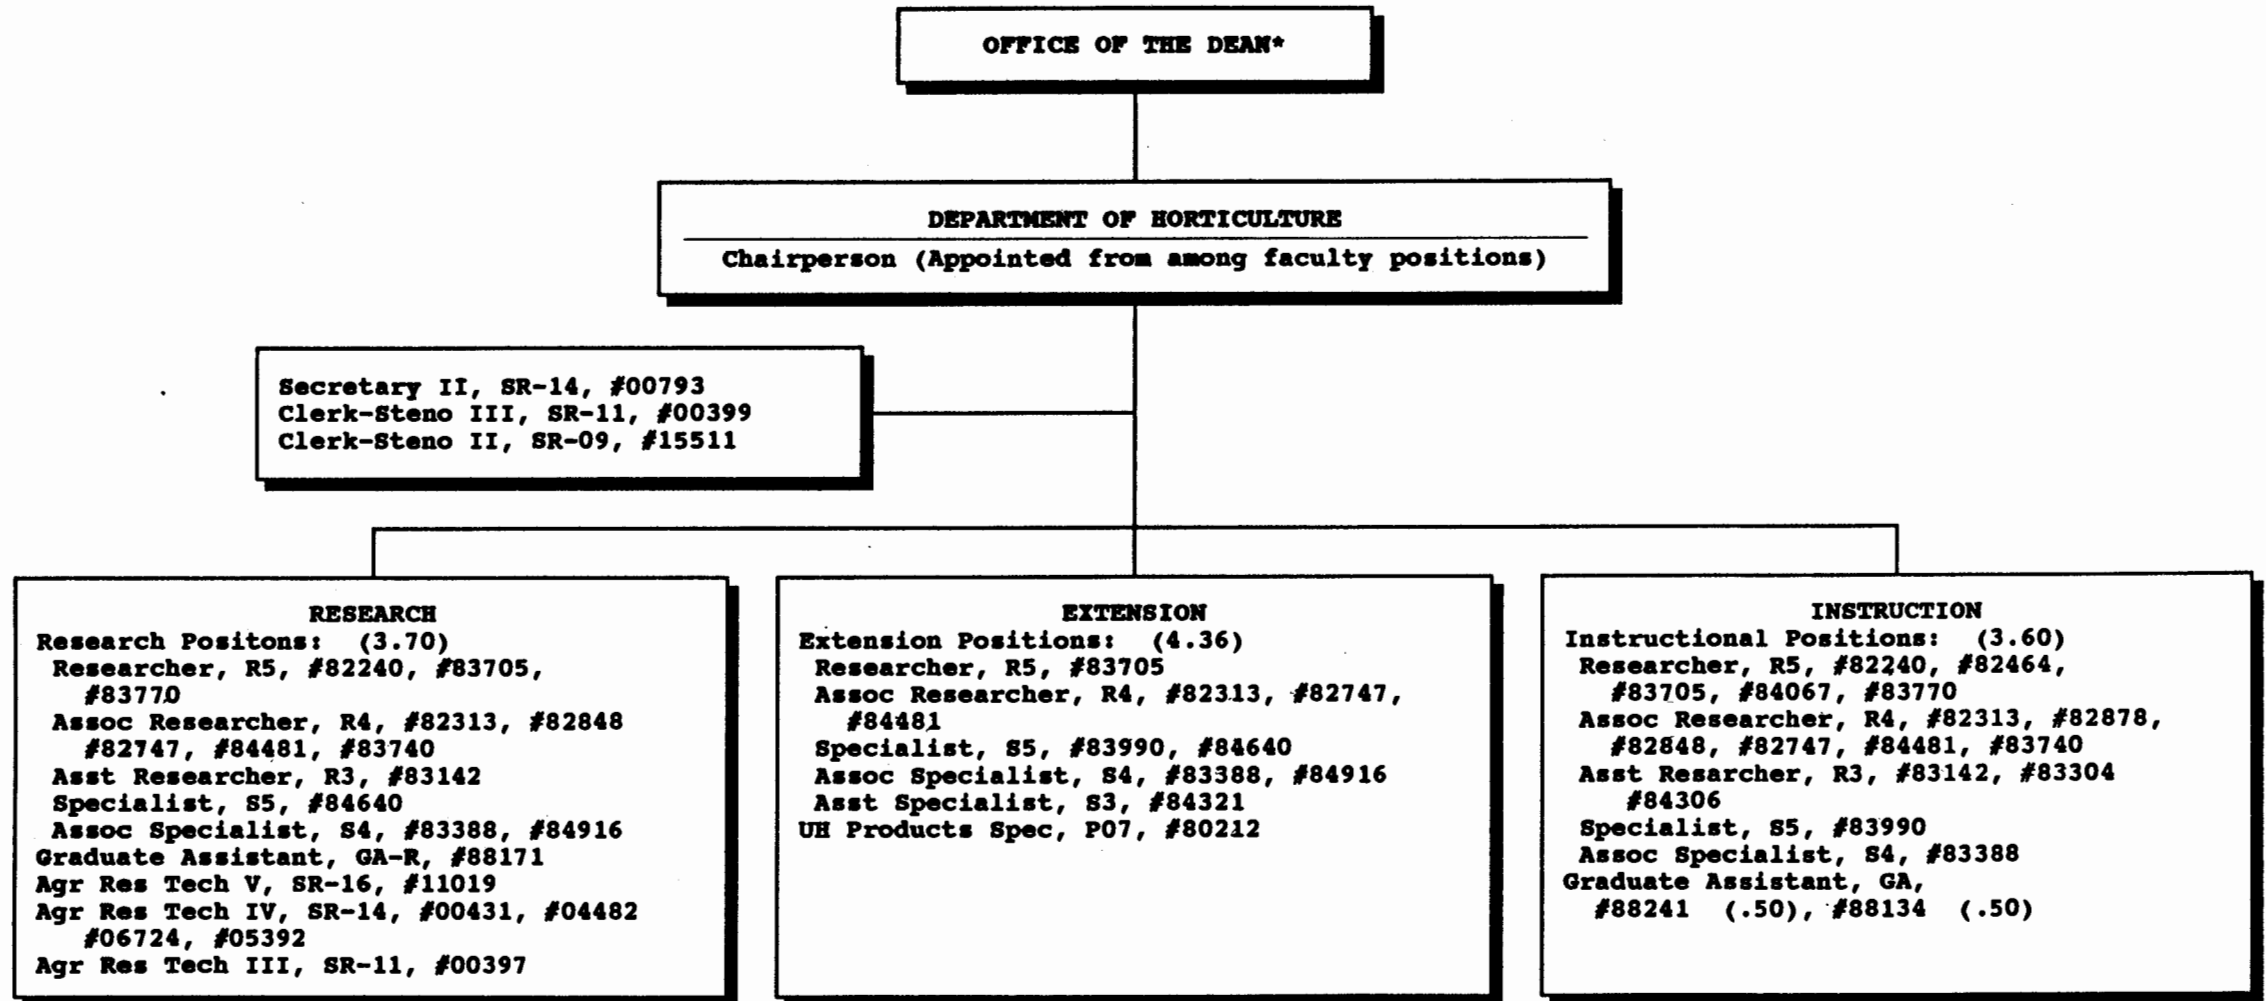 OFFICE OF THE DEAN*
DEPARTMENT OF HORTICULTURE
Chairperson (Appointed from among faculty positions)
Secretary II, SR-14, #00793
Clerk-Steno III, SR-11, #00399
Clerk-Steno II, SR-09, #15511
RESEARCH
Research Positons: (3.70)
Researcher, R5, #82240, #83705,
#83770
Assoc Researcher, R4, #82313, #82848
#82747, #84481, #83740
Asst Researcher, R3, #83142
Specialist, S5, #84640
Assoc Specialist, S4, #83388, #84916
Graduate Assistant, GA-R, #88171
Agr Res Tech V, SR-16, #11019
Agr Res Tech IV, SR-14, #00431, #04482
#06724, #05392
Agr Res Tech III, SR-11, #00397
EXTENSION
Extension Positions: (4.36)
Researcher, R5, #83705
Assoc Researcher, R4, #82313, #82747,
#84481
Specialist, S5, #83990, #84640
Assoc Specialist, S4, #83388, #84916
Asst Specialist, S3, #84321
UH Products Spec, P07, #80212
INSTRUCTION
Instructional Positions: (3.60)
Researcher, R5, #82240, #82464,
#83705, #84067, #83770
Assoc Researcher, R4, #82313, #82878,
#82848, #82747, #84481, #83740
Asst Resarcher, R3, #83142, #83304
#84306
Specialist, S5, #83990
Assoc Specialist, S4, #83388
Graduate Assistant, GA,
#88241 (.50), #88134 (.50)